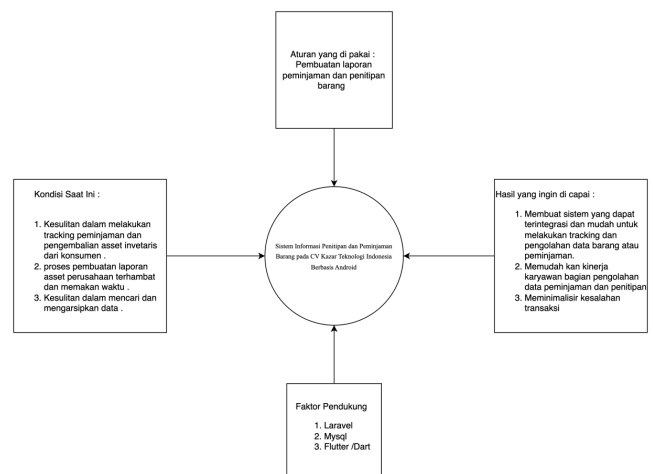 Aturan yang di pakai :
Pembuatan laporan
peminjaman dan penitipan
barang
Kondisi Saat Ini :
1. Kesulitan dalam melakukan
tracking peminjaman dan
pengembalian asset invetaris
dari konsumen .
2. proses pembuatan laporan
asset perusahaan terhambat
dan memakan waktu .
3. Kesulitan dalam mencari dan
mengarsipkan data .
Sistem Informasi Penitipan dan Peminjaman
Barang pada CV Kazar Teknologi Indonesia
Berbasis Android
Hasil yang ingin di capai :
1. Membuat sistem yang dapat
terintegrasi dan mudah untuk
melakukan tracking dan
pengolahan data barang atau
peminjaman.
2. Memudah kan kinerja
karyawan bagian pengolahan
data peminjaman dan penitipan
3. Meminimalisir kesalahan
transaksi
Faktor Pendukung
1. Laravel
2. Mysql
3. Flutter /Dart